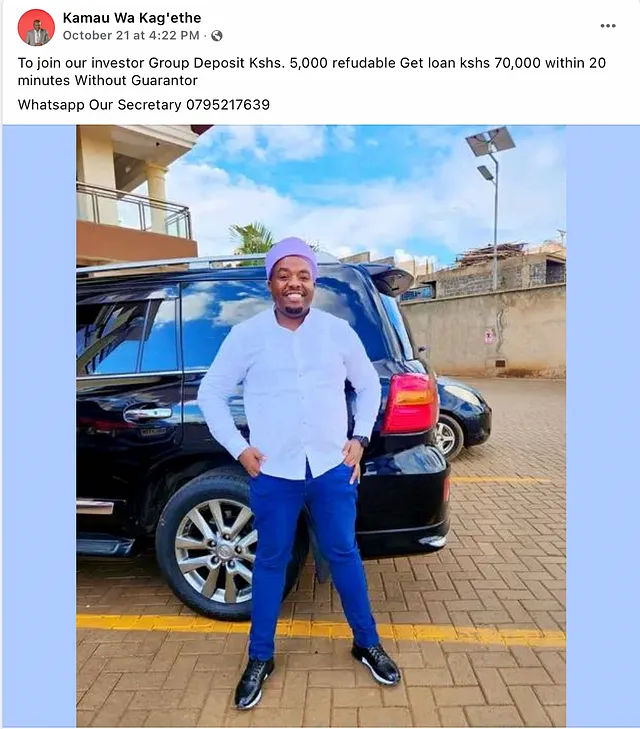 Kamau Wa Kag'ethe
October 21 at 4:22 PM ·
To join our investor Group Deposit Kshs. 5,000 refudable Get loan kshs 70,000 within 20
minutes Without Guarantor
Whatsapp Our Secretary 0795217639